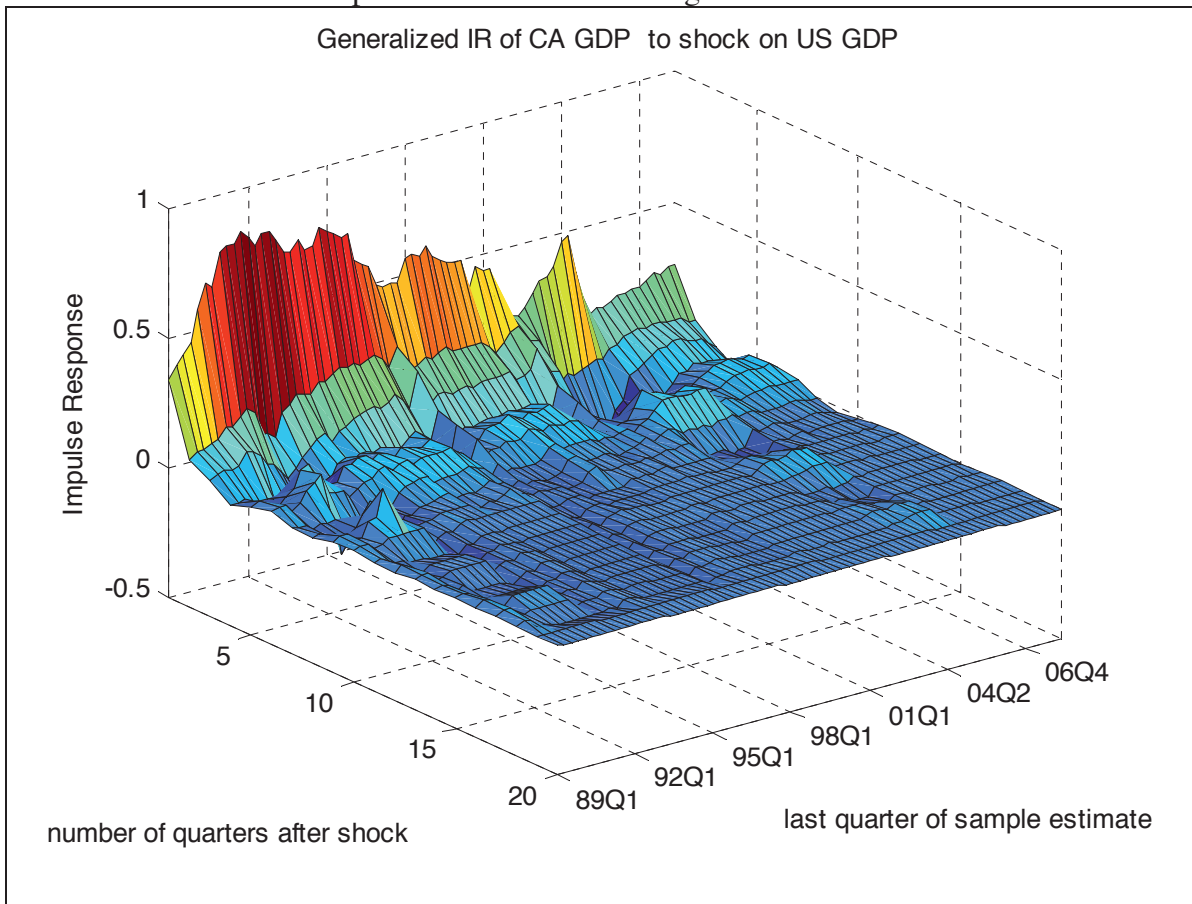 Generalized IR of CA GDP to shock on US GDP
1
0.5
0
-0.5
Impulse Response
5
10
15
20
number of quarters after shock
89Q1
92Q1
95Q1
98Q1
01Q1
04Q2
06Q4
last quarter of sample estimate